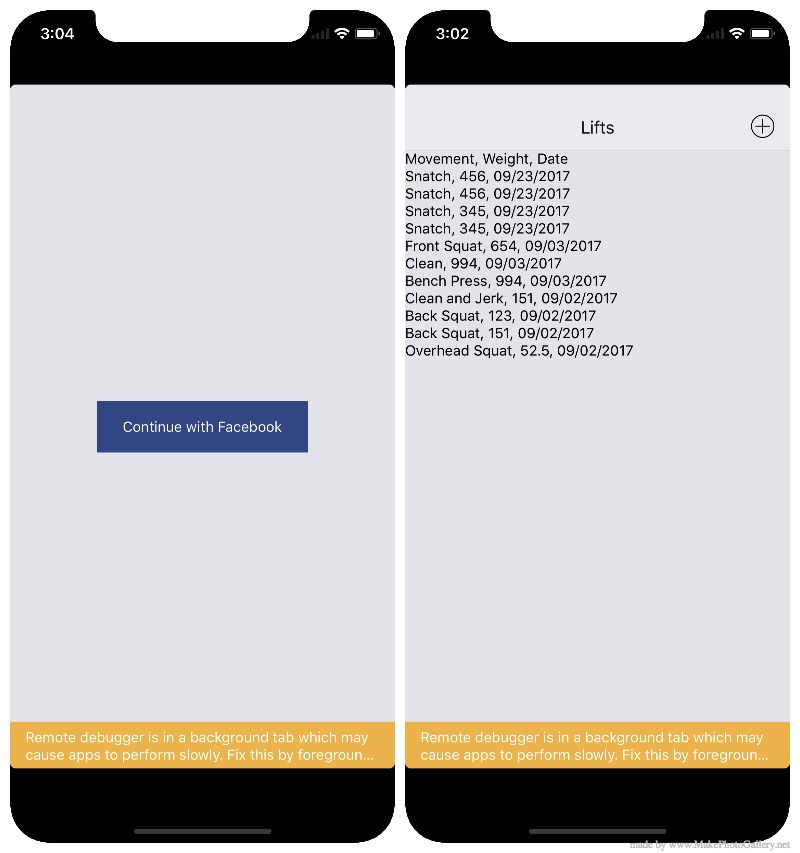 3:04
Continue with Facebook
Remote debugger is in a background tab which may
cause apps to perform slowly. Fix this by foregroun...
3:02
Lifts
Movement, Weight, Date
Snatch, 456, 09/23/2017
Snatch, 456, 09/23/2017
Snatch, 345, 09/23/2017
Snatch, 345, 09/23/2017
Front Squat, 654, 09/03/2017
Clean, 994, 09/03/2017
Bench Press, 994, 09/03/2017
Clean and Jerk, 151, 09/02/2017
Back Squat, 123, 09/02/2017
Back Squat, 151, 09/02/2017
Overhead Squat, 52.5, 09/02/2017
Remote debugger is in a background tab which may
cause apps to perform slowly. Fix this by foregroun...
made by www.MakePhotoGallery.net